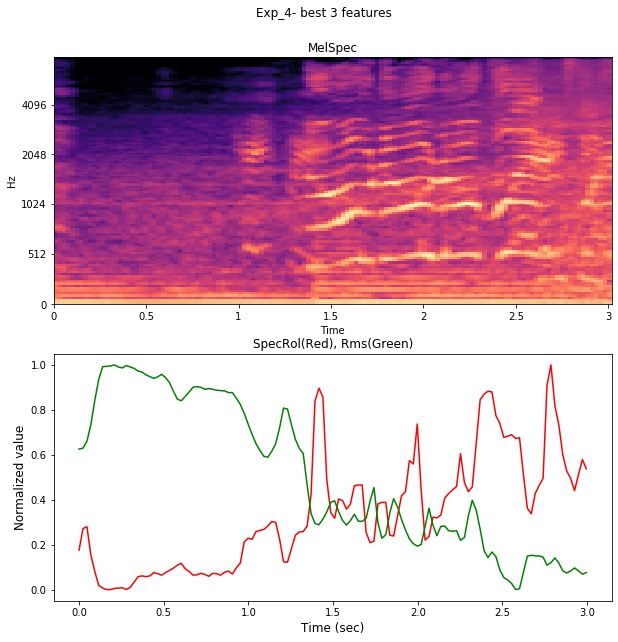 Exp_4- best 3 features
MelSpec
4096
2048
1024
512
0
Hz
0 0.5 1 1.5 2 2.5 3
Time
SpecRol(Red), Rms(Green)
1.0
0.8
0.6
0.4
0.2
0.0
Normalized value
0.0 0.5 1.0 1.5 2.0 2.5 3.0
Time (sec)